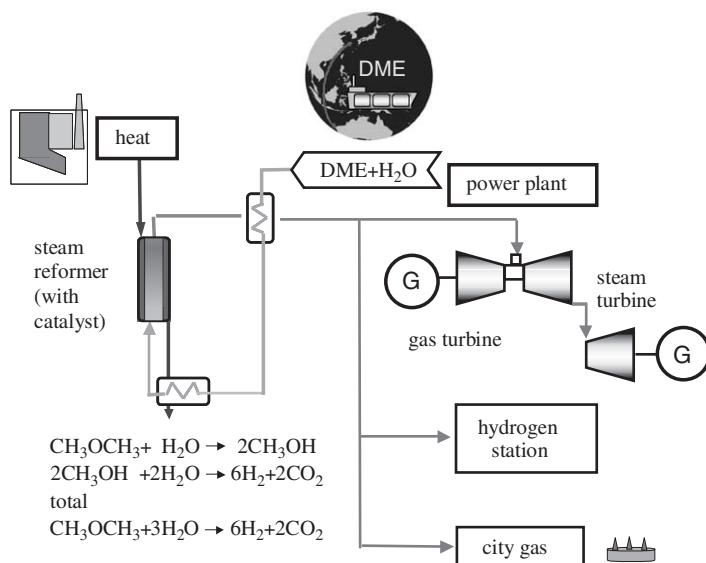 DME
heat
DME+H₂O
power plant
steam
reformer
(with
catalyst)
G
steam
turbine
gas turbine
G
CH₃OCH₃+ H₂O → 2CH₃OH
2CH₃OH +2H₂O → 6H₂+2CO₂
total
CH₃OCH₃+3H₂O → 6H₂+2CO₂
hydrogen
station
city gas